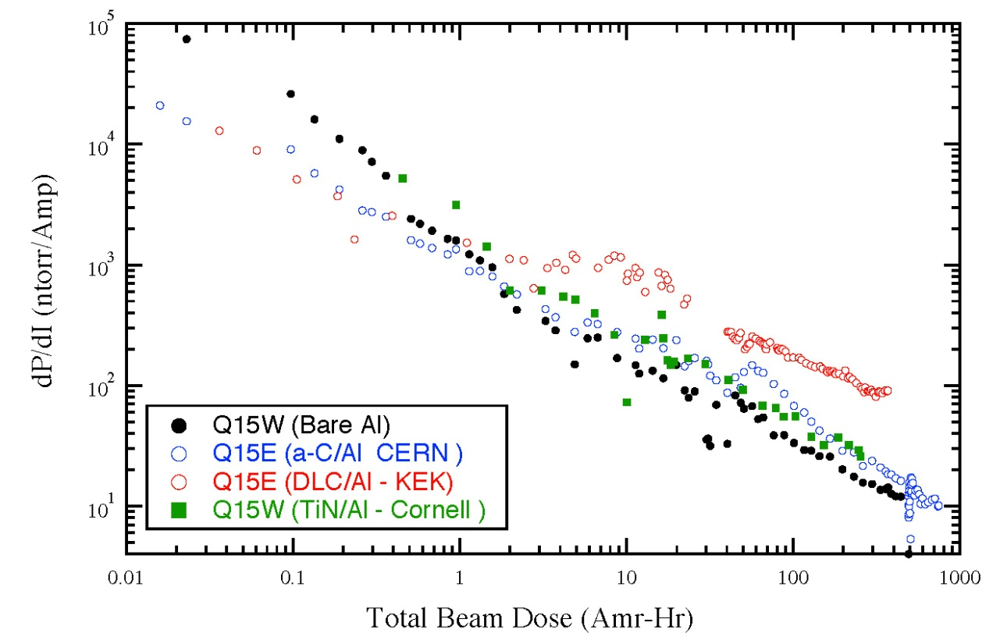 10^5
10^4
10^3
10^2
10^1
dP/dI (ntorr/Amp)
Q15W (Bare Al)
Q15E (a-C/Al CERN )
Q15E (DLC/Al - KEK)
Q15W (TiN/Al - Cornell )
0.01 0.1 1 10 100 1000
Total Beam Dose (Amr-Hr)